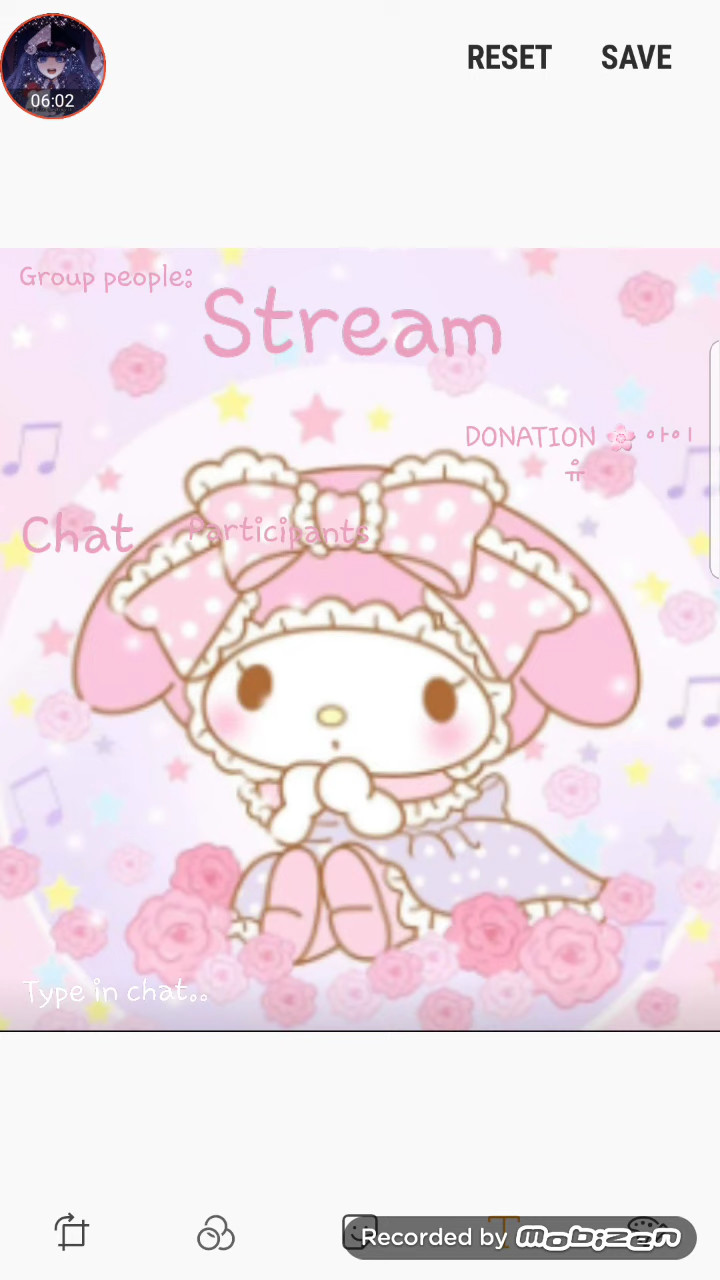 RESET SAVE
06:02
Group people:
Stream
DONATION 🌸 아이
유
Chat Participants
Type in chat..
T
Recorded by mobizen